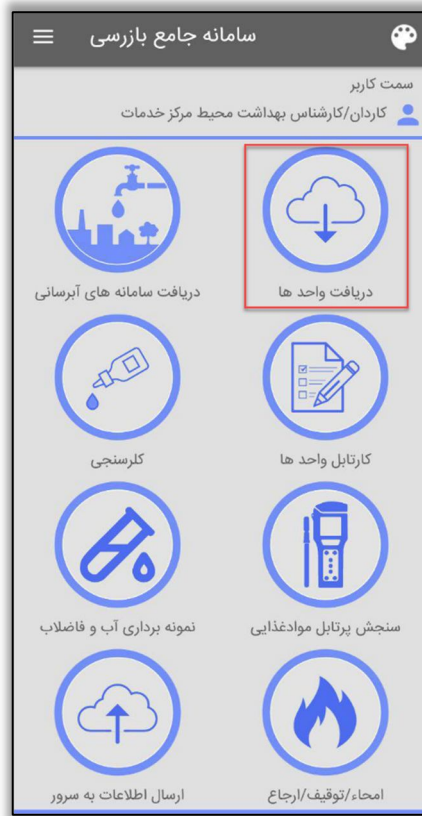 سامانه جامع بازرسی
سمت کاربر
کاردان/کارشناس بهداشت محیط مرکز خدمات
دریافت واحد ها
دریافت سامانه های آبرسانی
کارتابل واحد ها
کلرسنجی
سنجش پرتابل موادغذایی
نمونه برداری آب و فاضلاب
امحاء/توقیف/ارجاع
ارسال اطلاعات به سرور